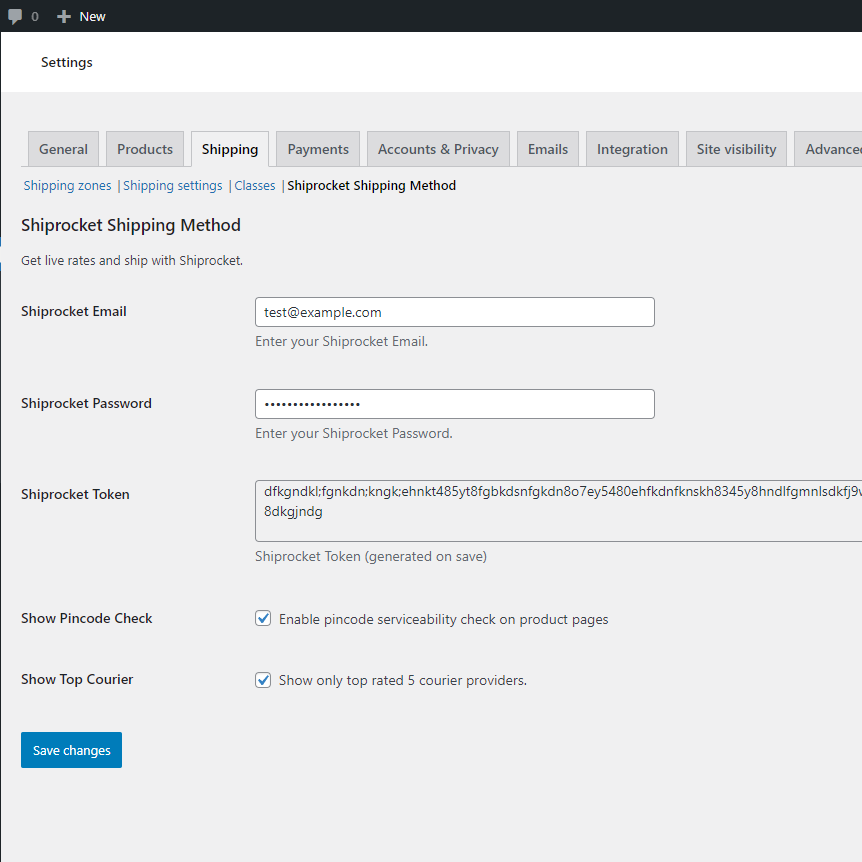 0 New
Settings
General Products Shipping Payments Accounts & Privacy Emails Integration Site visibility Advanced
Shipping zones | Shipping settings | Classes | Shiprocket Shipping Method
Shiprocket Shipping Method
Get live rates and ship with Shiprocket.
Shiprocket Email test@example.com
Enter your Shiprocket Email.
Shiprocket Password •••••••••••••••••
Enter your Shiprocket Password.
Shiprocket Token dfkgndkl;fgnkdn;kngk;ehnkt485yt8fgbkdsnfgkdn8o7ey5480ehfkdnfknskh8345y8hndlfgmnlsdkfj9
8dkgjndg
Shiprocket Token (generated on save)
Show Pincode Check Enable pincode serviceability check on product pages
Show Top Courier Show only top rated 5 courier providers.
Save changes